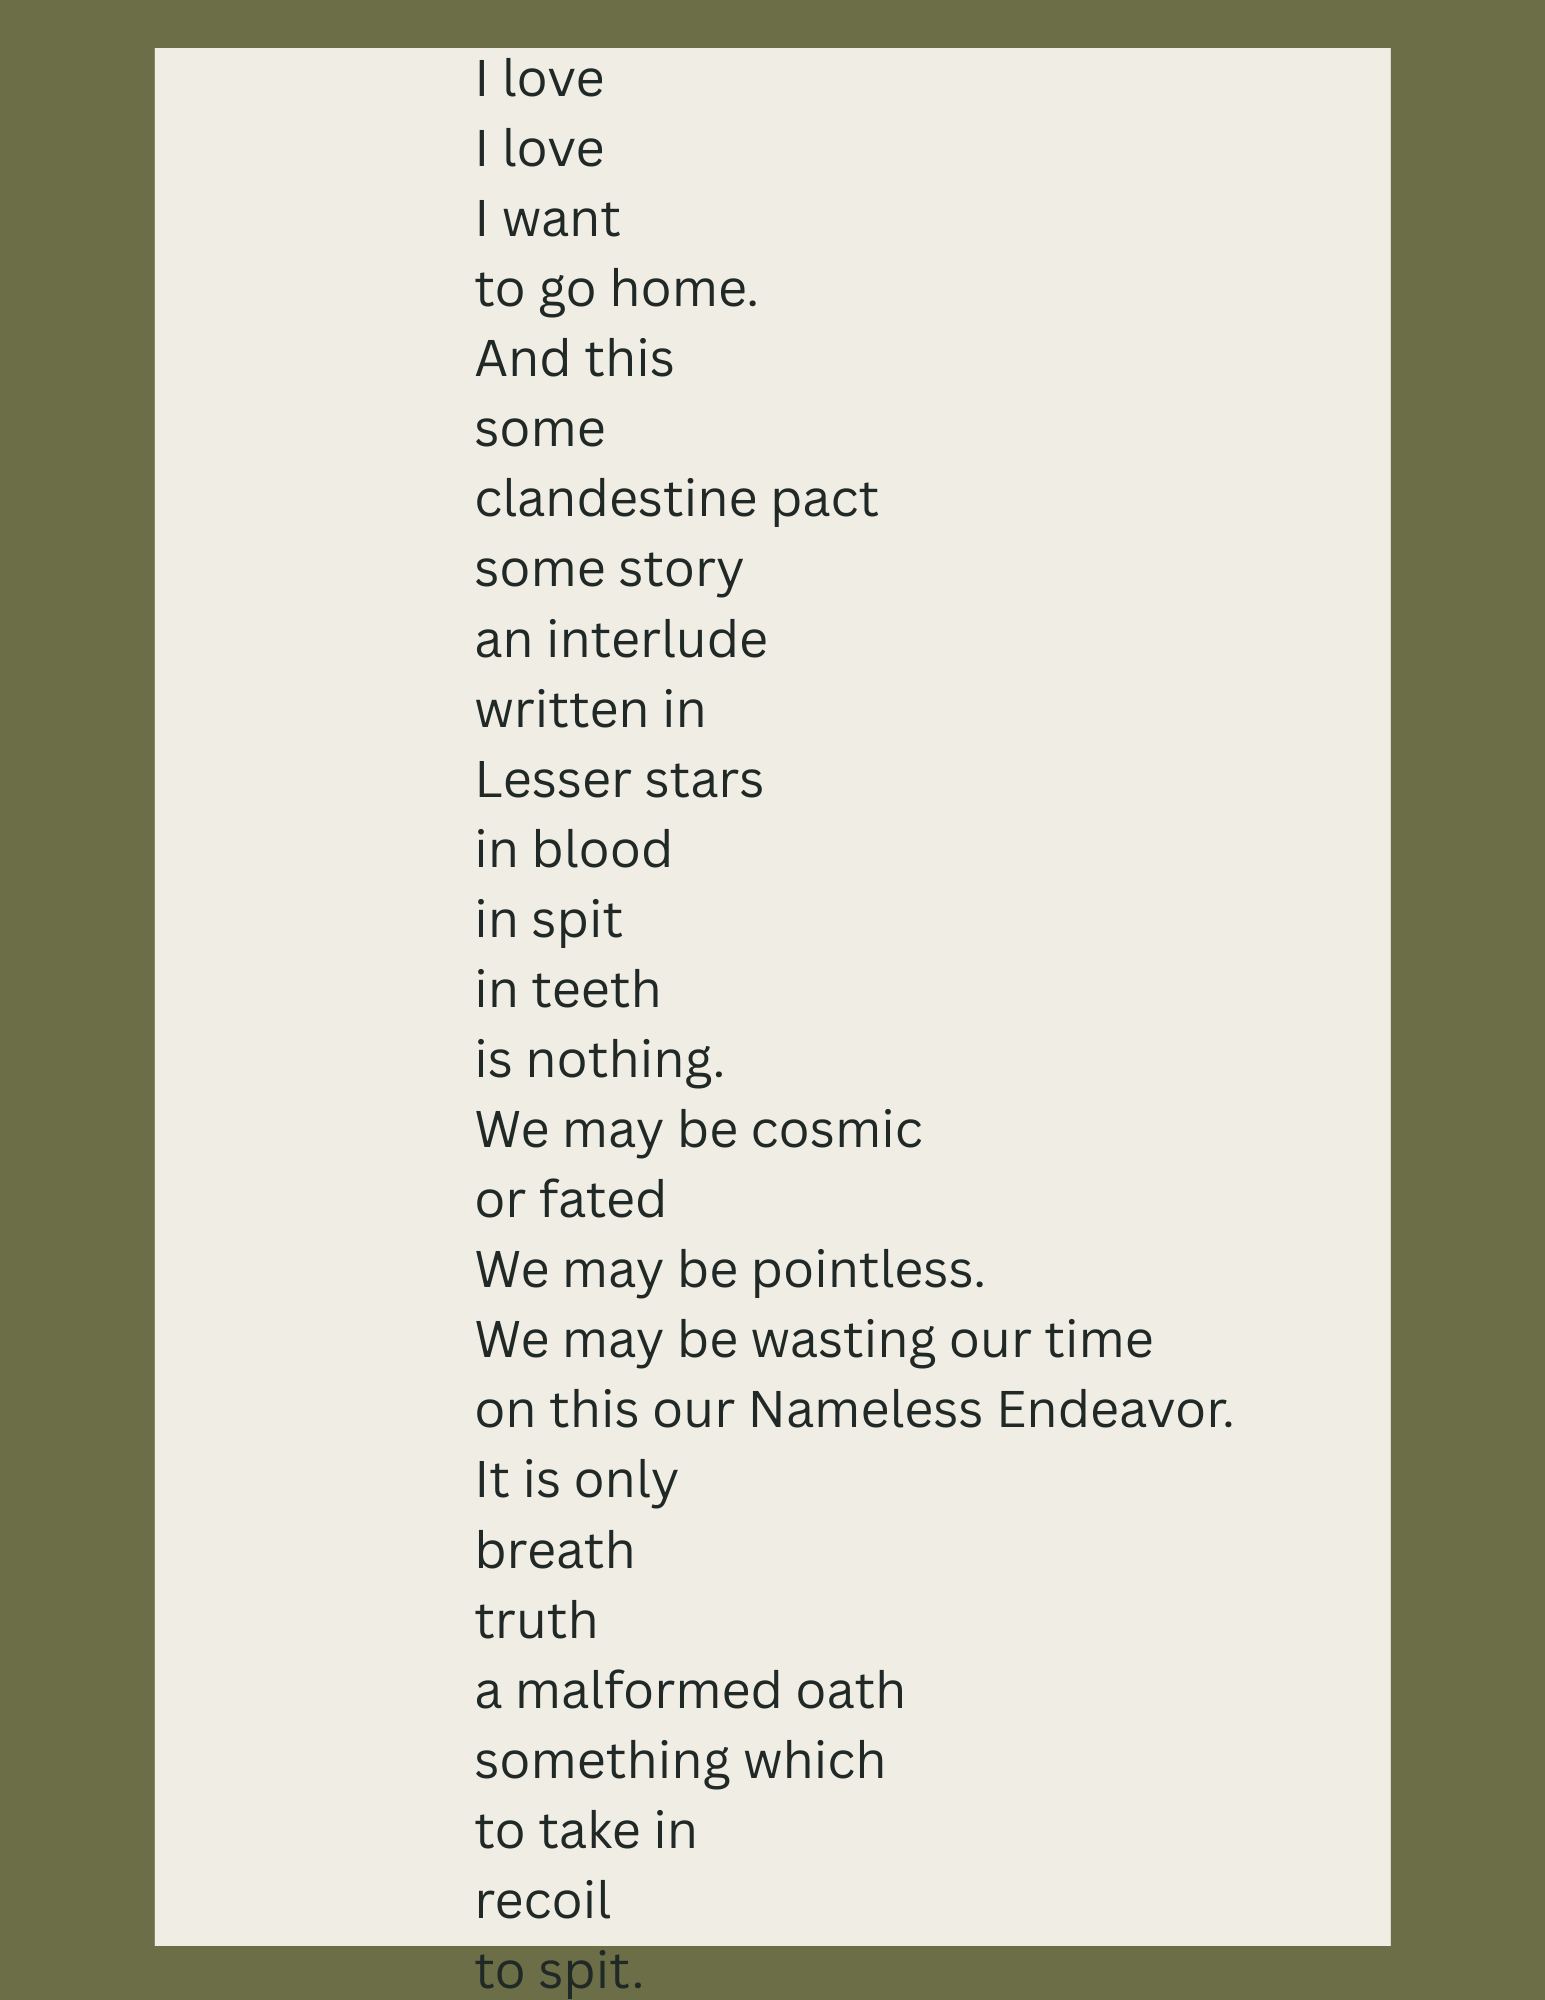 I love
I love
I want
to go home.
And this
some
clandestine pact
some story
an interlude
written in
Lesser stars
in blood
in spit
in teeth
is nothing.
We may be cosmic
or fated
We may be pointless.
We may be wasting our time
on this our Nameless Endeavor.
It is only
breath
truth
a malformed oath
something which
to take in
recoil
to spit.